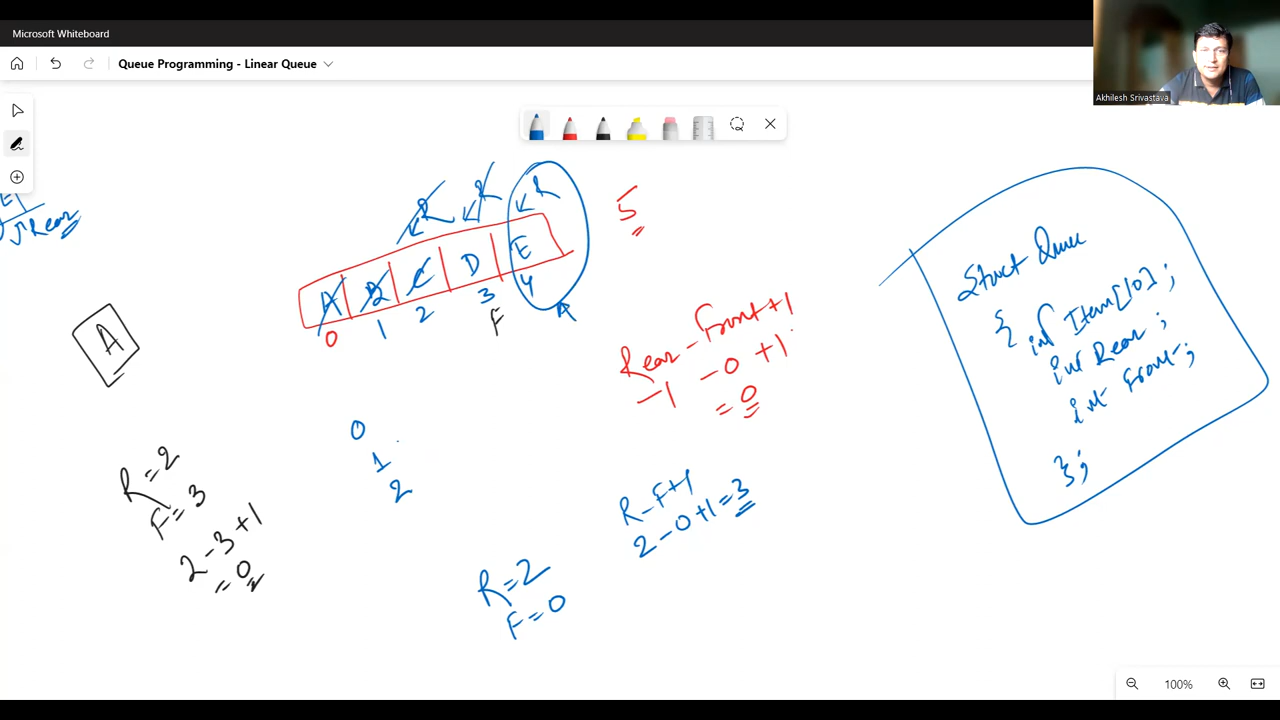 Microsoft Whiteboard
Queue Programming - Linear Queue
Akhilesh Srivastava
Rear
R R R
A B C D E
0 1 2 3 4
F
5
A
Rear - Front + 1
-1 - 0 + 1
= 0
Struct Queue
{ int Item[10];
int Rear;
int Front;
};
0
1
2
R = 2
F = 3
2 - 3 + 1
= 0
R - F + 1
2 - 0 + 1 = 3
R = 2
F = 0
100%